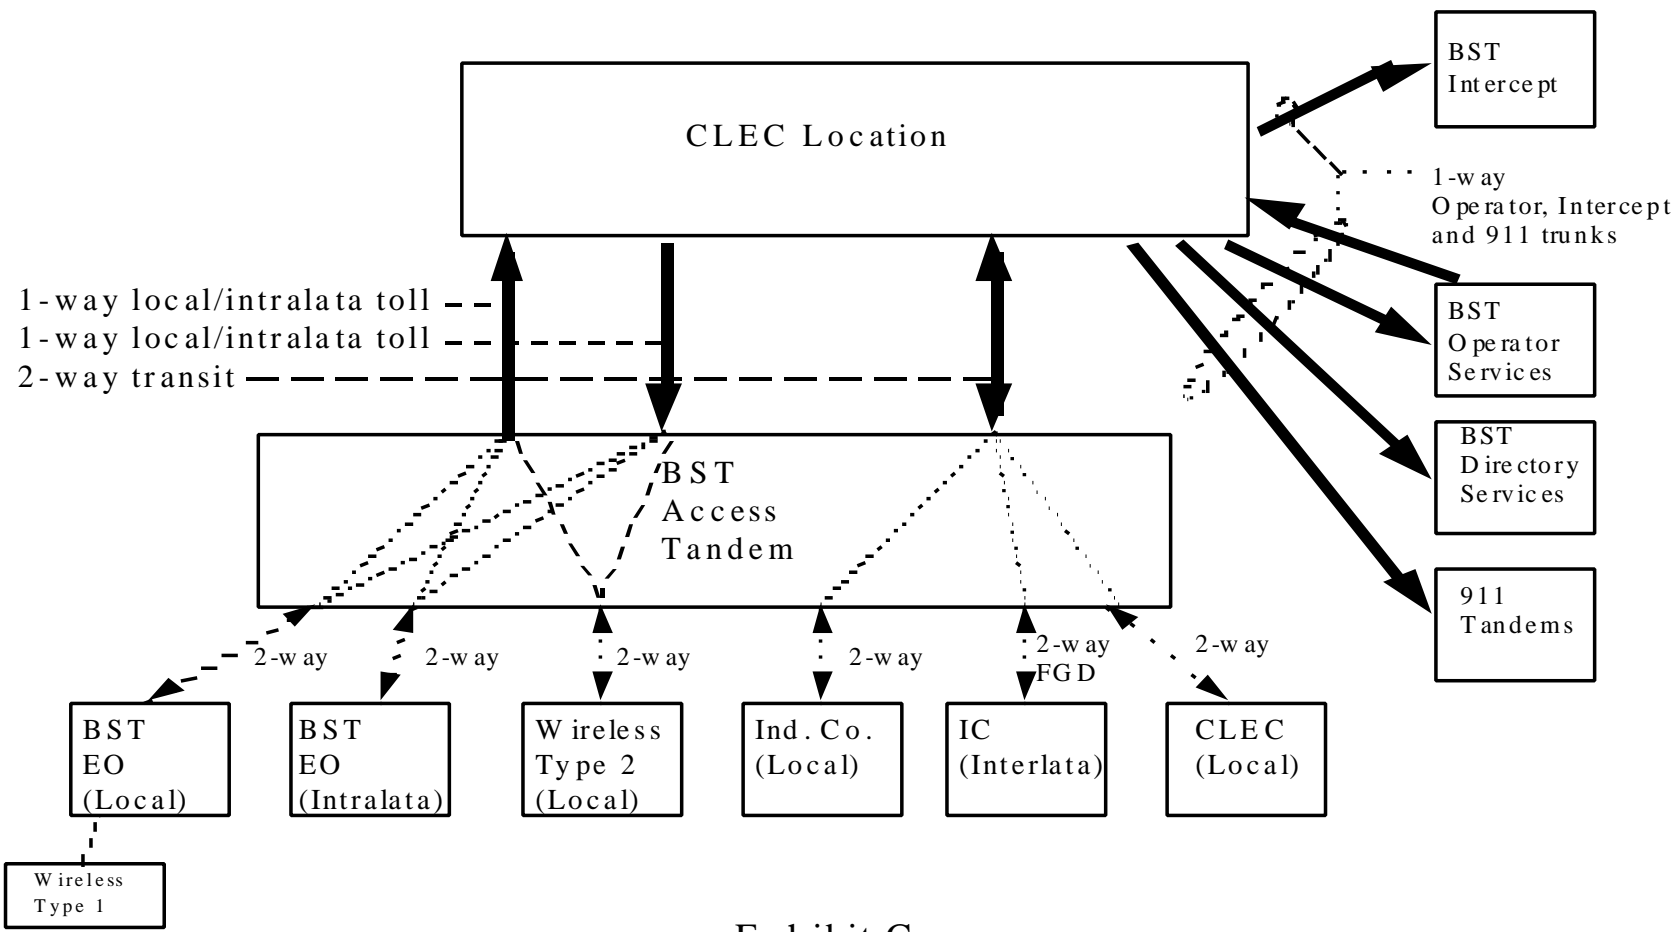 BST
Intercept
CLEC Location
1-way
Operator, Intercept
and 911 trunks
1-way local/intralata toll
1-way local/intralata toll
2-way transit
BST
Operator
Services
BST
Directory
Services
BST
Access
Tandem
911
Tandems
2-way
2-way
2-way
2-way
2-way
FGD
2-way
BST
EO
(Local)
BST
EO
(Intralata)
Wireless
Type 2
(Local)
Ind. Co.
(Local)
IC
(Interlata)
CLEC
(Local)
Wireless
Type 1
Exhibit C